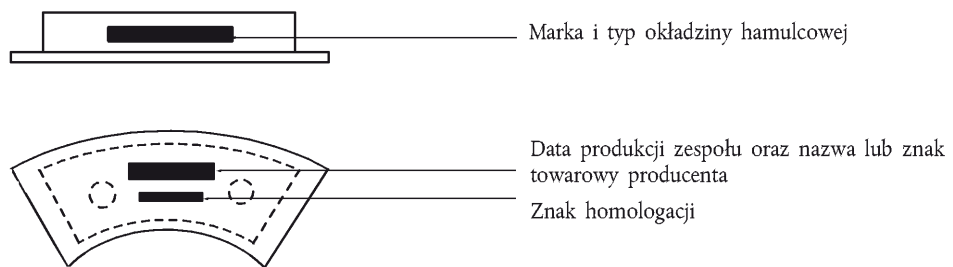 Marka i typ okładziny hamulcowej
Data produkcji zespołu oraz nazwa lub znak
towarowy producenta
Znak homologacji